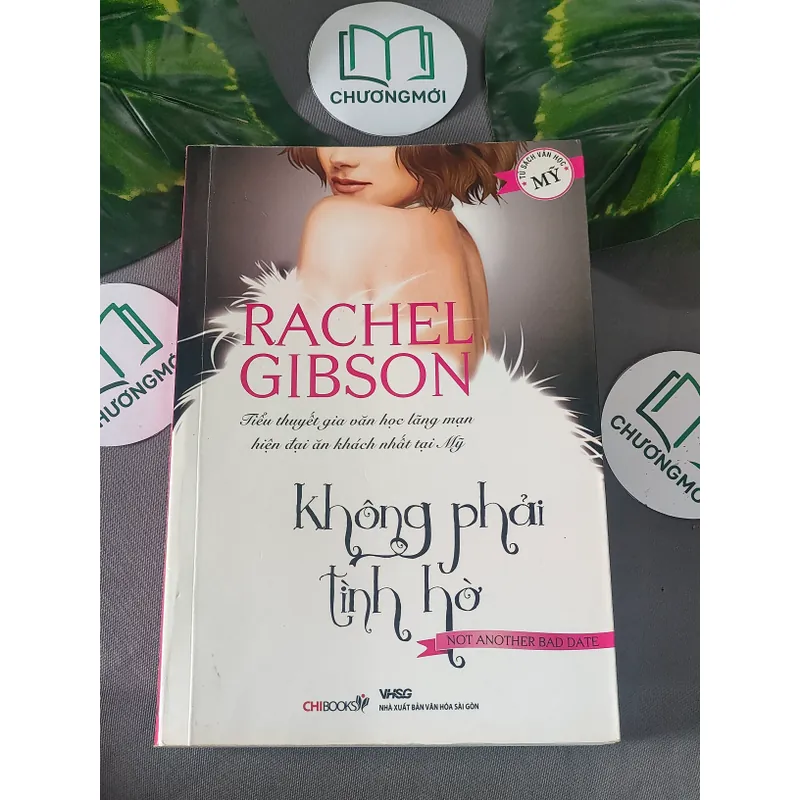 CHƯƠNGMỚI
TỦ SÁCH VĂN HỌC
MỸ
RACHEL
GIBSON
Tiểu thuyết gia văn học lãng mạn
hiện đại ăn khách nhất tại Mỹ
CHƯƠNGMỚI
CHƯƠNGMỚI
Không phải
tình hờ
NOT ANOTHER BAD DATE
CHIBOOKS
VHSG
NHÀ XUẤT BẢN VĂN HÓA SÀI GÒN